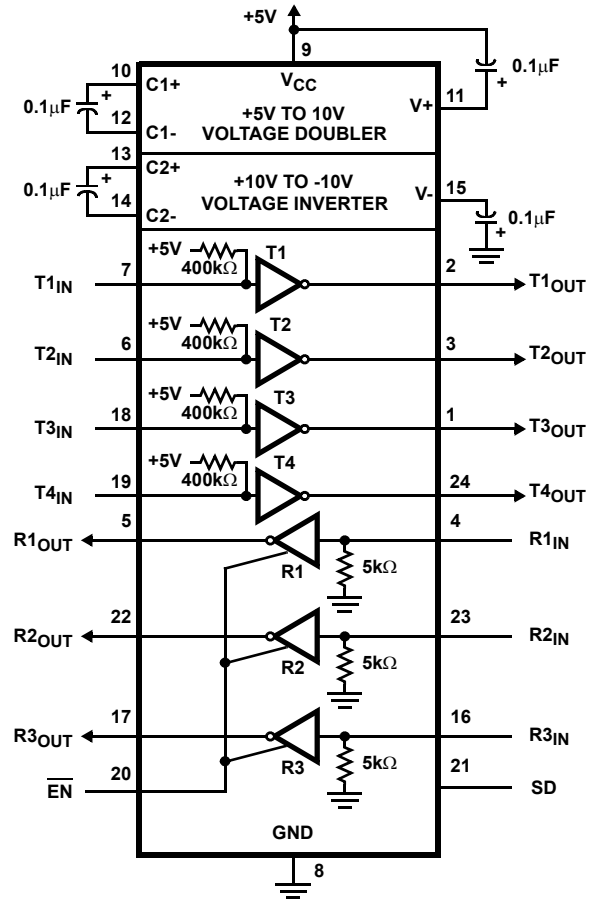 +5V
9
VCC
10
C1+
0.1µF
+
12
C1-
+5V TO 10V
VOLTAGE DOUBLER
V+
11
0.1µF
+
13
C2+
0.1µF
+
14
C2-
+10V TO -10V
VOLTAGE INVERTER
V-
15
0.1µF
+
+5V
400kΩ
T1
T1IN
7
2
T1OUT
+5V
400kΩ
T2
T2IN
6
3
T2OUT
+5V
400kΩ
T3
T3IN
18
1
T3OUT
+5V
400kΩ
T4
T4IN
19
24
T4OUT
R1OUT
5
R1
5kΩ
4
R1IN
R2OUT
22
R2
5kΩ
23
R2IN
R3OUT
17
R3
5kΩ
16
R3IN
EN
20
21
SD
GND
8